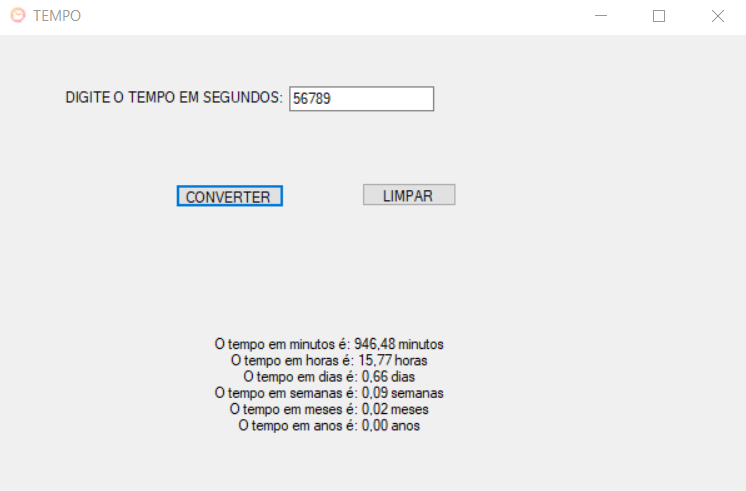 TEMPO
DIGITE O TEMPO EM SEGUNDOS: 56789
CONVERTER LIMPAR
O tempo em minutos é: 946,48 minutos
O tempo em horas é: 15,77 horas
O tempo em dias é: 0,66 dias
O tempo em semanas é: 0,09 semanas
O tempo em meses é: 0,02 meses
O tempo em anos é: 0,00 anos